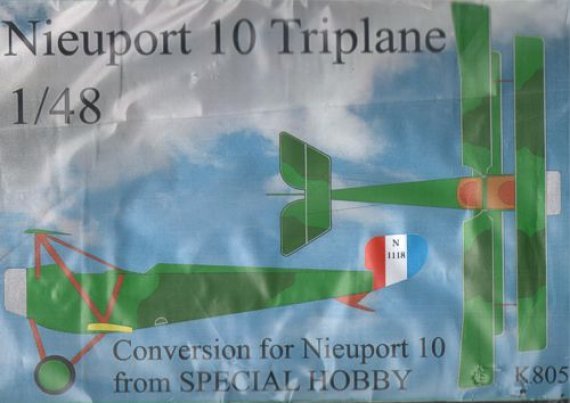 Nieuport 10 Triplane
1/48
N
1118
Conversion for Nieuport 10
from SPECIAL HOBBY
K805